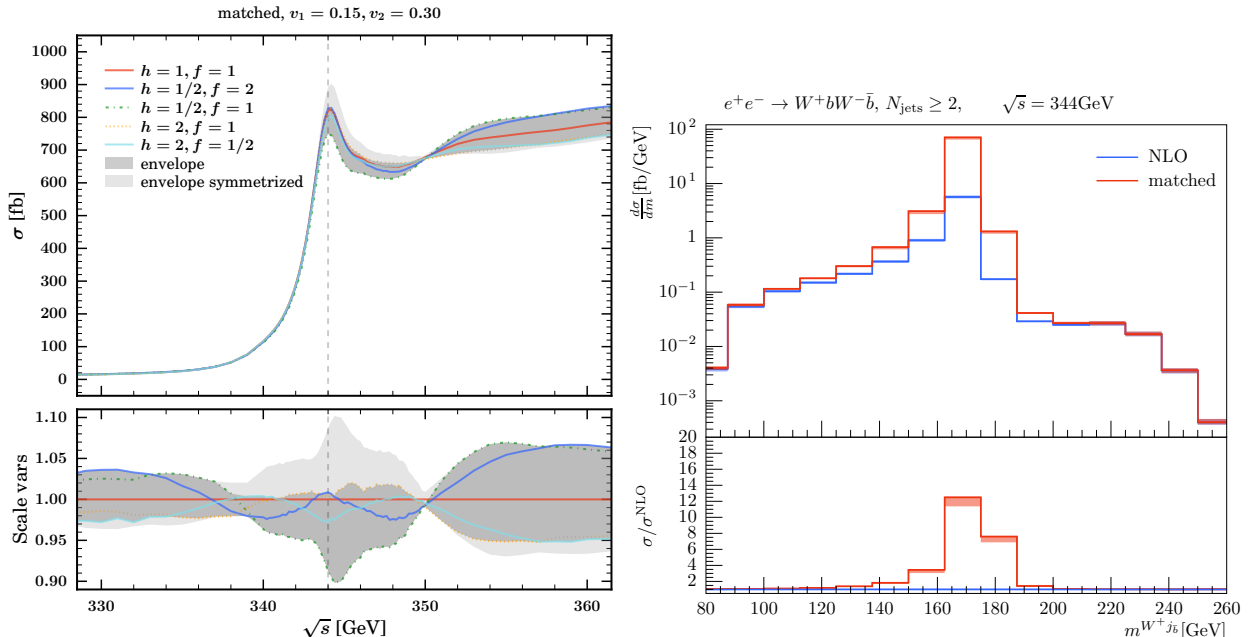 matched, v₁ = 0.15, v₂ = 0.30
1000
900
800
700
600
500
400
300
200
100
0
σ [fb]
h = 1, f = 1
h = 1/2, f = 2
h = 1/2, f = 1
h = 2, f = 1
h = 2, f = 1/2
envelope
envelope symmetrized
1.10
1.05
1.00
0.95
0.90
Scale vars
330
340
350
360
√s [GeV]
e⁺e⁻ → W⁺bW⁻b̄, N_jets ≥ 2, √s = 344GeV
10²
10¹
1
10⁻¹
10⁻²
10⁻³
dσ/dm [fb/GeV]
NLO
matched
20
18
16
14
12
10
8
6
4
2
σ/σ^NLO
80
100
120
140
160
180
200
220
240
260
m^{W⁺j_b̄}[GeV]